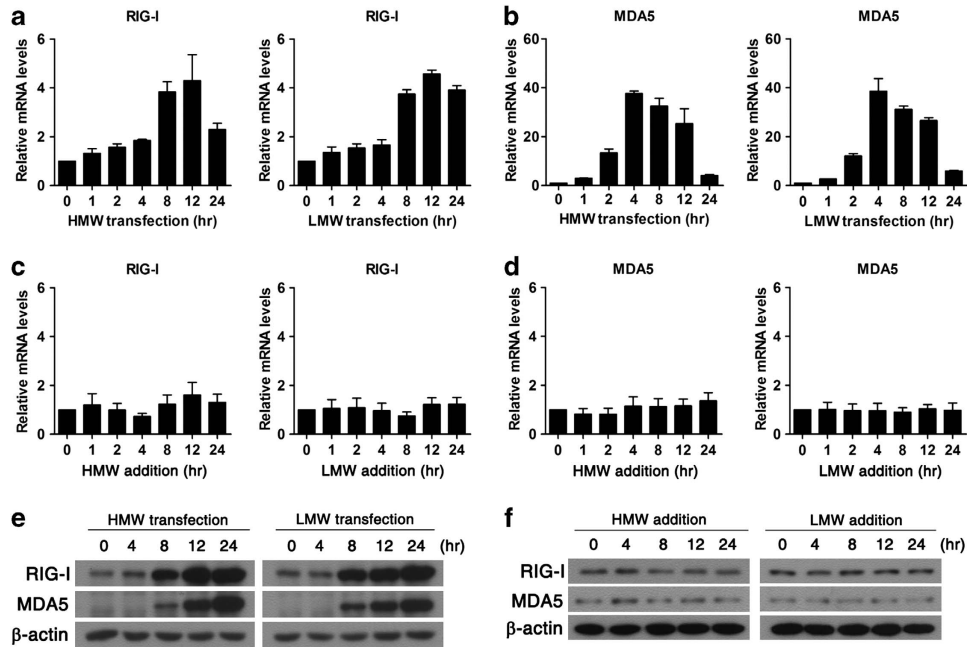 a
RIG-I
Relative mRNA levels
6
4
2
0
0 1 2 4 8 12 24
HMW transfection (hr)
RIG-I
Relative mRNA levels
6
4
2
0
0 1 2 4 8 12 24
LMW transfection (hr)
b
MDA5
Relative mRNA levels
60
40
20
0
0 1 2 4 8 12 24
HMW transfection (hr)
MDA5
Relative mRNA levels
60
40
20
0
0 1 2 4 8 12 24
LMW transfection (hr)
c
RIG-I
Relative mRNA levels
6
4
2
0
0 1 2 4 8 12 24
HMW addition (hr)
RIG-I
Relative mRNA levels
6
4
2
0
0 1 2 4 8 12 24
LMW addition (hr)
d
MDA5
Relative mRNA levels
6
4
2
0
0 1 2 4 8 12 24
HMW addition (hr)
MDA5
Relative mRNA levels
6
4
2
0
0 1 2 4 8 12 24
LMW addition (hr)
e
HMW transfection LMW transfection
0 4 8 12 24 0 4 8 12 24 (hr)
RIG-I
MDA5
β-actin
f
HMW addition LMW addition
0 4 8 12 24 0 4 8 12 24 (hr)
RIG-I
MDA5
β-actin